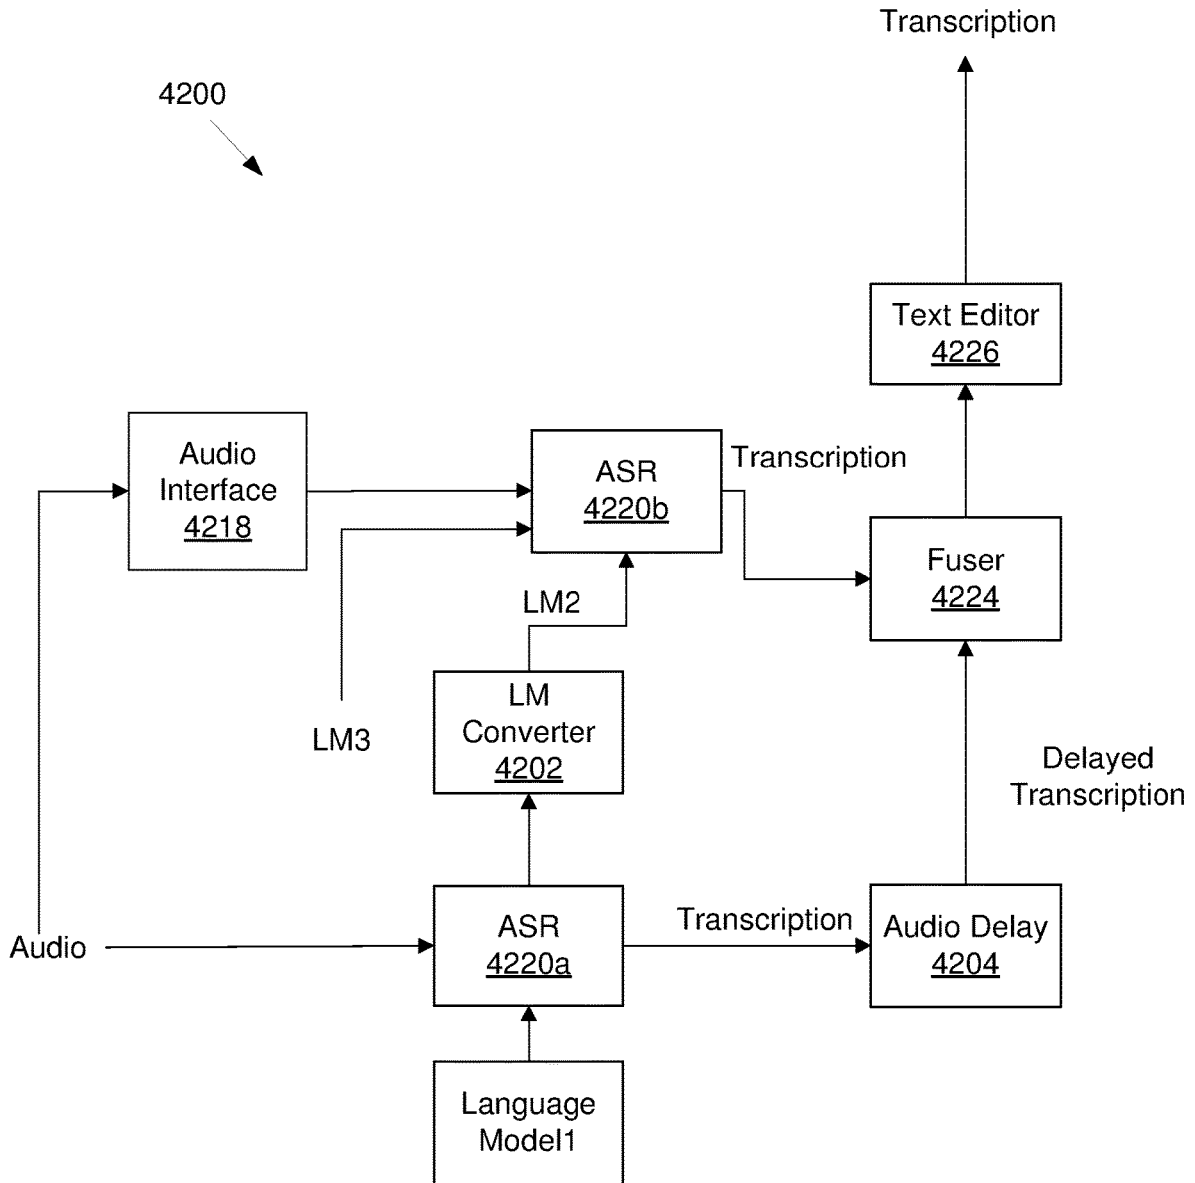 Transcription
4200
Text Editor
4226
Audio
Interface
4218
ASR
4220b
Transcription
Fuser
4224
LM2
LM3
LM
Converter
4202
Delayed
Transcription
Audio
ASR
4220a
Transcription
Audio Delay
4204
Language
Model1